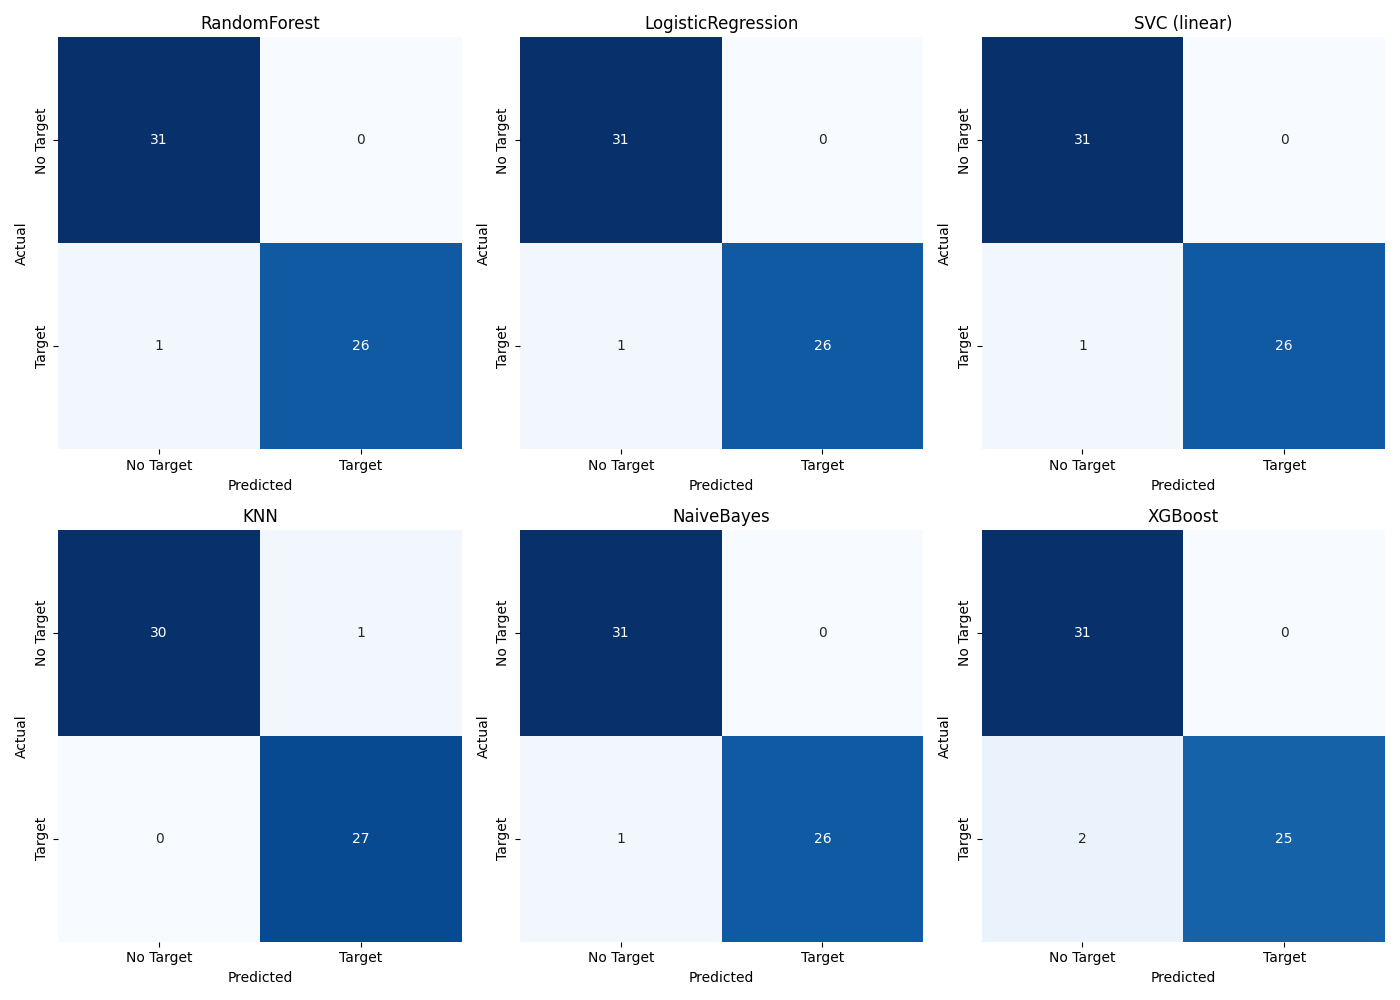 RandomForest
No Target
31
0
Actual
Target
1
26
No Target
Target
Predicted
LogisticRegression
No Target
31
0
Actual
Target
1
26
No Target
Target
Predicted
SVC (linear)
No Target
31
0
Actual
Target
1
26
No Target
Target
Predicted
KNN
No Target
30
1
Actual
Target
0
27
No Target
Target
Predicted
NaiveBayes
No Target
31
0
Actual
Target
1
26
No Target
Target
Predicted
XGBoost
No Target
31
0
Actual
Target
2
25
No Target
Target
Predicted